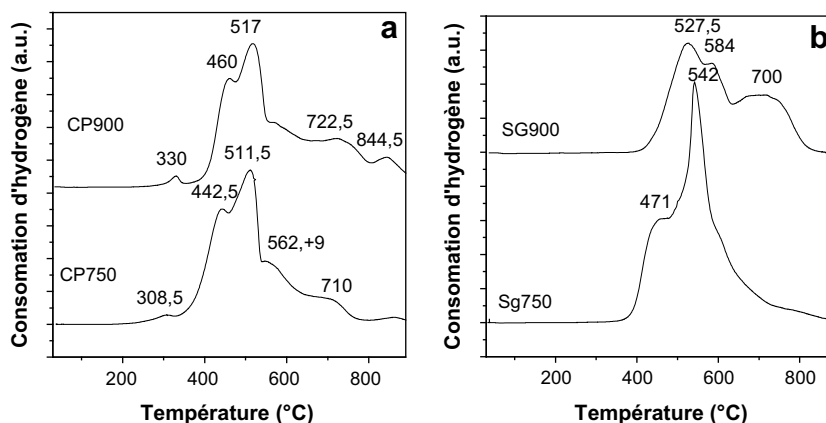 a
517
460
CP900
722,5
844,5
330
511,5
442,5
562,+9
CP750
710
308,5
200 400 600 800
Température (°C)
Consomation d'hydrogène (a.u.)
b
527,5
584
542
700
SG900
471
Sg750
200 400 600 800
Température (°C)
Consomation d'hydrogène (a.u.)